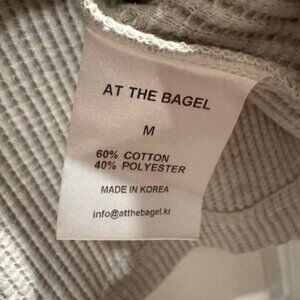 AT THE BAGEL
M
60% COTTON
40% POLYESTER
MADE IN KOREA
info@atthebagel.kr